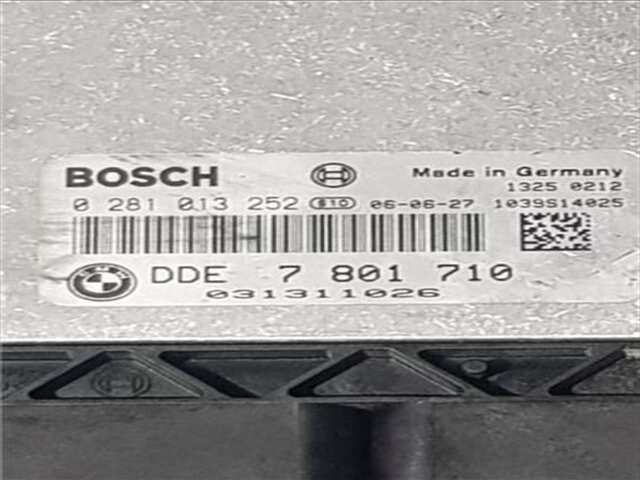 BOSCH Made in Germany
1325 0212
0 281 013 252 610 06-06-27 1039S14025
DDE 7 801 710
031311026